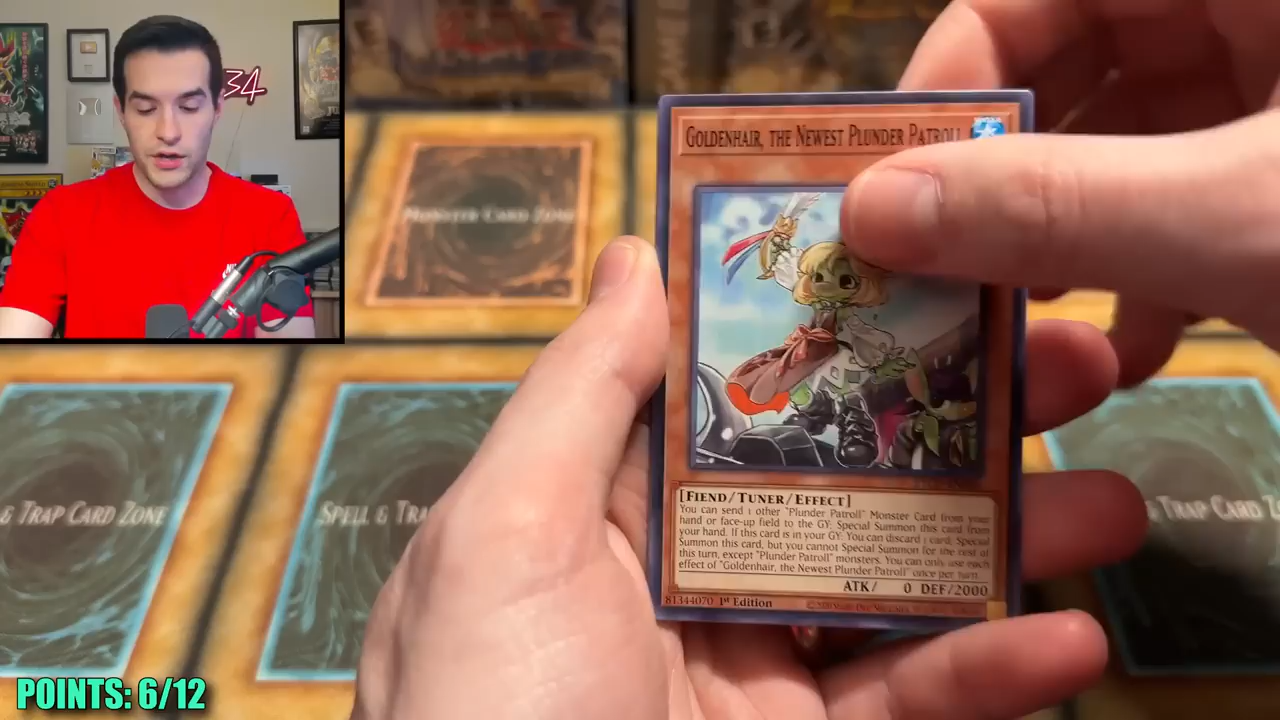 34
MONSTER CARD ZONE
GOLDENHAIR, THE NEWEST PLUNDER PATROLL
[FIEND/TUNER/EFFECT]
You can send 1 other "Plunder Patroll" Monster Card from your
hand or face-up field to the GY; Special Summon this card from
your hand. If this card is in your GY: You can discard 1 card; Special
Summon this card, but you cannot Special Summon for the rest of
this turn, except "Plunder Patroll" monsters. You can only use each
effect of "Goldenhair, the Newest Plunder Patroll" once per turn.
ATK/ 0 DEF/2000
81344070 1st Edition
& TRAP CARD ZONE
SPELL & TRA
& TRAP CARD Z
POINTS: 6/12